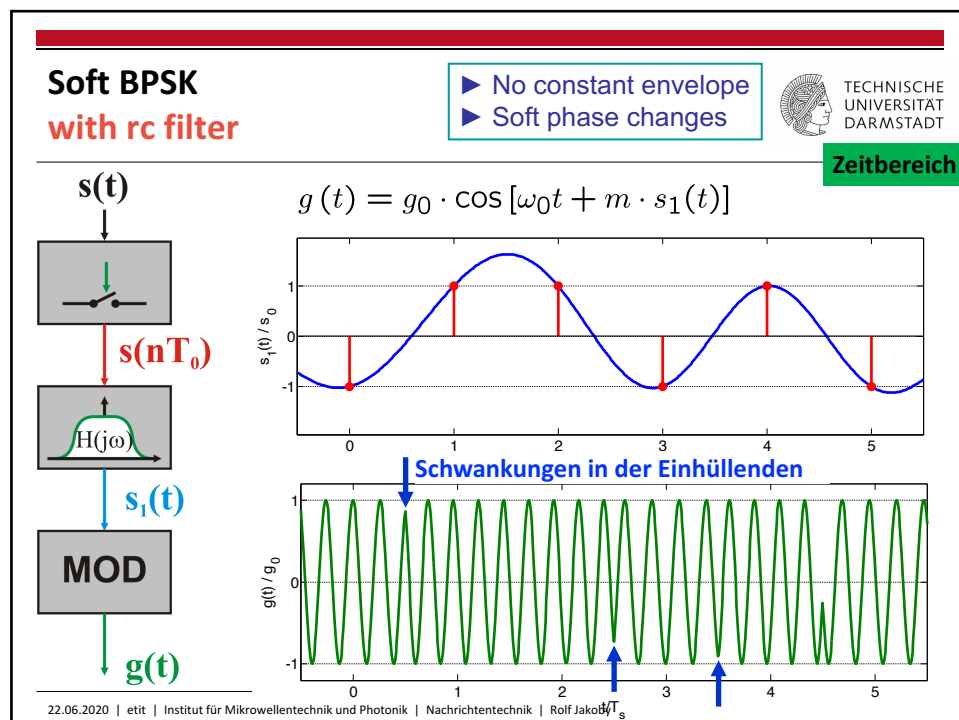 Soft BPSK
with rc filter
► No constant envelope
► Soft phase changes
TECHNISCHE
UNIVERSITÄT
DARMSTADT
Zeitbereich
s(t)
g (t) = g₀ · cos [ω₀t + m · s₁(t)]
s(nT₀)
H(jω)
s₁(t)
MOD
g(t)
s₁(t) / s₀
1
0
-1
0 1 2 3 4 5
Schwankungen in der Einhüllenden
g(t) / g₀
1
0
-1
0 1 2 3 4 5
t/Tₛ
22.06.2020 | etit | Institut für Mikrowellentechnik und Photonik | Nachrichtentechnik | Rolf Jakoby